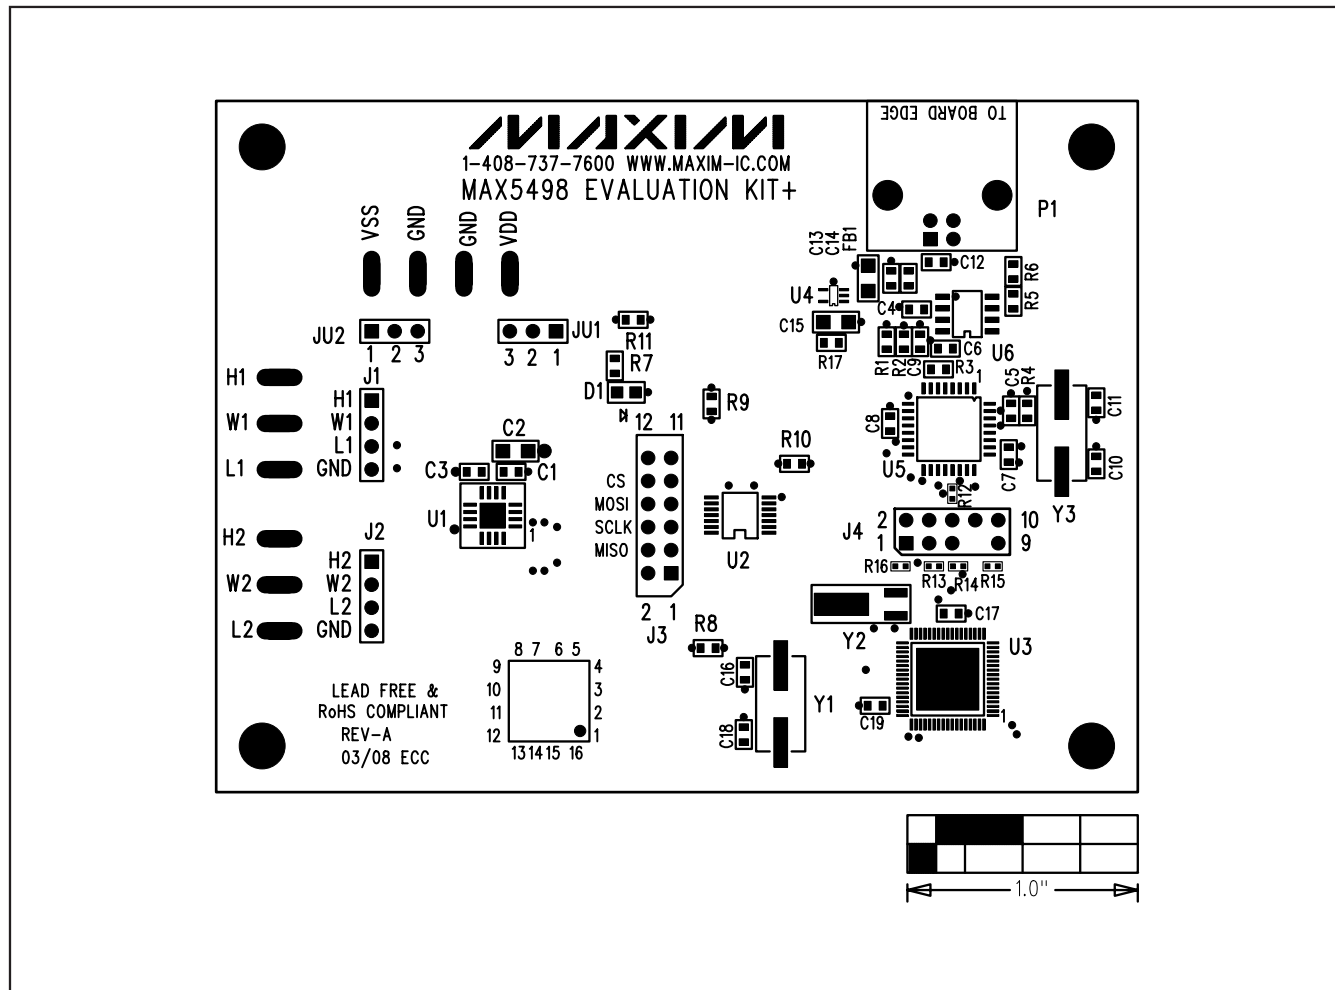 TO BOARD EDGE
MAXIM
1-408-737-7600 WWW.MAXIM-IC.COM
MAX5498 EVALUATION KIT+
P1
VSS
GND
GND
VDD
C13
C14
FB1
C12
R6
R5
U4
C4
C15
R17
U6
JU2
1 2 3
JU1
3 2 1
R11
R7
D1
R9
R1
R2
C9
C6
R3
1
C5
R4
C11
C8
U5
C7
C10
Y3
R12
H1
W1
L1
J1
H1
W1
L1
GND
C2
C3
C1
U1
1
12 11
CS
MOSI
SCLK
MISO
2 1
J3
R10
U2
J4
2
1
10
9
R16
R13
R14
R15
H2
W2
L2
J2
H2
W2
L2
GND
Y2
C17
U3
1
C19
R8
C16
C18
Y1
8 7 6 5
9
10
11
12
4
3
2
1
13 14 15 16
LEAD FREE &
RoHS COMPLIANT
REV-A
03/08 ECC
1.0"